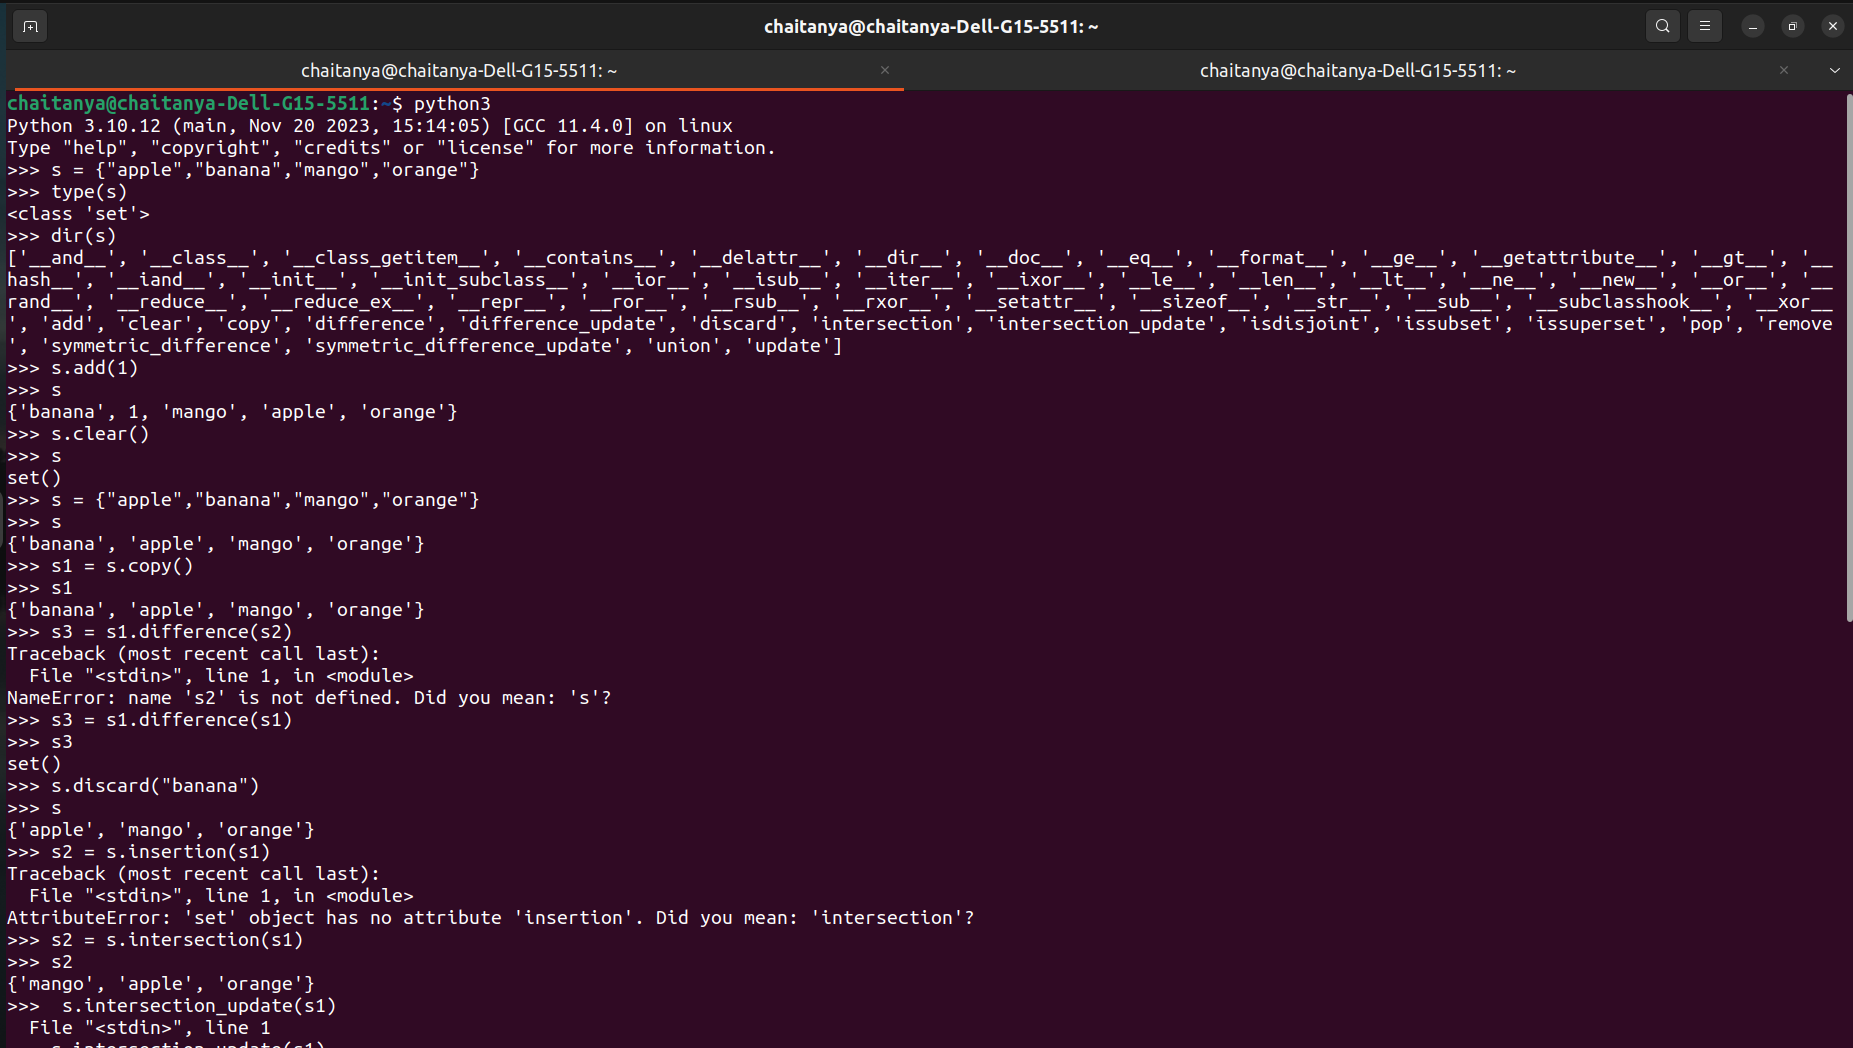 chaitanya@chaitanya-Dell-G15-5511: ~
chaitanya@chaitanya-Dell-G15-5511: ~
chaitanya@chaitanya-Dell-G15-5511: ~
chaitanya@chaitanya-Dell-G15-5511:~$ python3
Python 3.10.12 (main, Nov 20 2023, 15:14:05) [GCC 11.4.0] on linux
Type "help", "copyright", "credits" or "license" for more information.
>>> s = {"apple","banana","mango","orange"}
>>> type(s)
<class 'set'>
>>> dir(s)
['__and__', '__class__', '__class_getitem__', '__contains__', '__delattr__', '__dir__', '__doc__', '__eq__', '__format__', '__ge__', '__getattribute__', '__gt__', '__
hash__', '__iand__', '__init__', '__init_subclass__', '__ior__', '__isub__', '__iter__', '__ixor__', '__le__', '__len__', '__lt__', '__ne__', '__new__', '__or__', '__
rand__', '__reduce__', '__reduce_ex__', '__repr__', '__ror__', '__rsub__', '__rxor__', '__setattr__', '__sizeof__', '__str__', '__sub__', '__subclasshook__', '__xor__
', 'add', 'clear', 'copy', 'difference', 'difference_update', 'discard', 'intersection', 'intersection_update', 'isdisjoint', 'issubset', 'issuperset', 'pop', 'remove
', 'symmetric_difference', 'symmetric_difference_update', 'union', 'update']
>>> s.add(1)
>>> s
{'banana', 1, 'mango', 'apple', 'orange'}
>>> s.clear()
>>> s
set()
>>> s = {"apple","banana","mango","orange"}
>>> s
{'banana', 'apple', 'mango', 'orange'}
>>> s1 = s.copy()
>>> s1
{'banana', 'apple', 'mango', 'orange'}
>>> s3 = s1.difference(s2)
Traceback (most recent call last):
  File "<stdin>", line 1, in <module>
NameError: name 's2' is not defined. Did you mean: 's'?
>>> s3 = s1.difference(s1)
>>> s3
set()
>>> s.discard("banana")
>>> s
{'apple', 'mango', 'orange'}
>>> s2 = s.insertion(s1)
Traceback (most recent call last):
  File "<stdin>", line 1, in <module>
AttributeError: 'set' object has no attribute 'insertion'. Did you mean: 'intersection'?
>>> s2 = s.intersection(s1)
>>> s2
{'mango', 'apple', 'orange'}
>>>  s.intersection_update(s1)
  File "<stdin>", line 1
    s.intersection_update(s1)